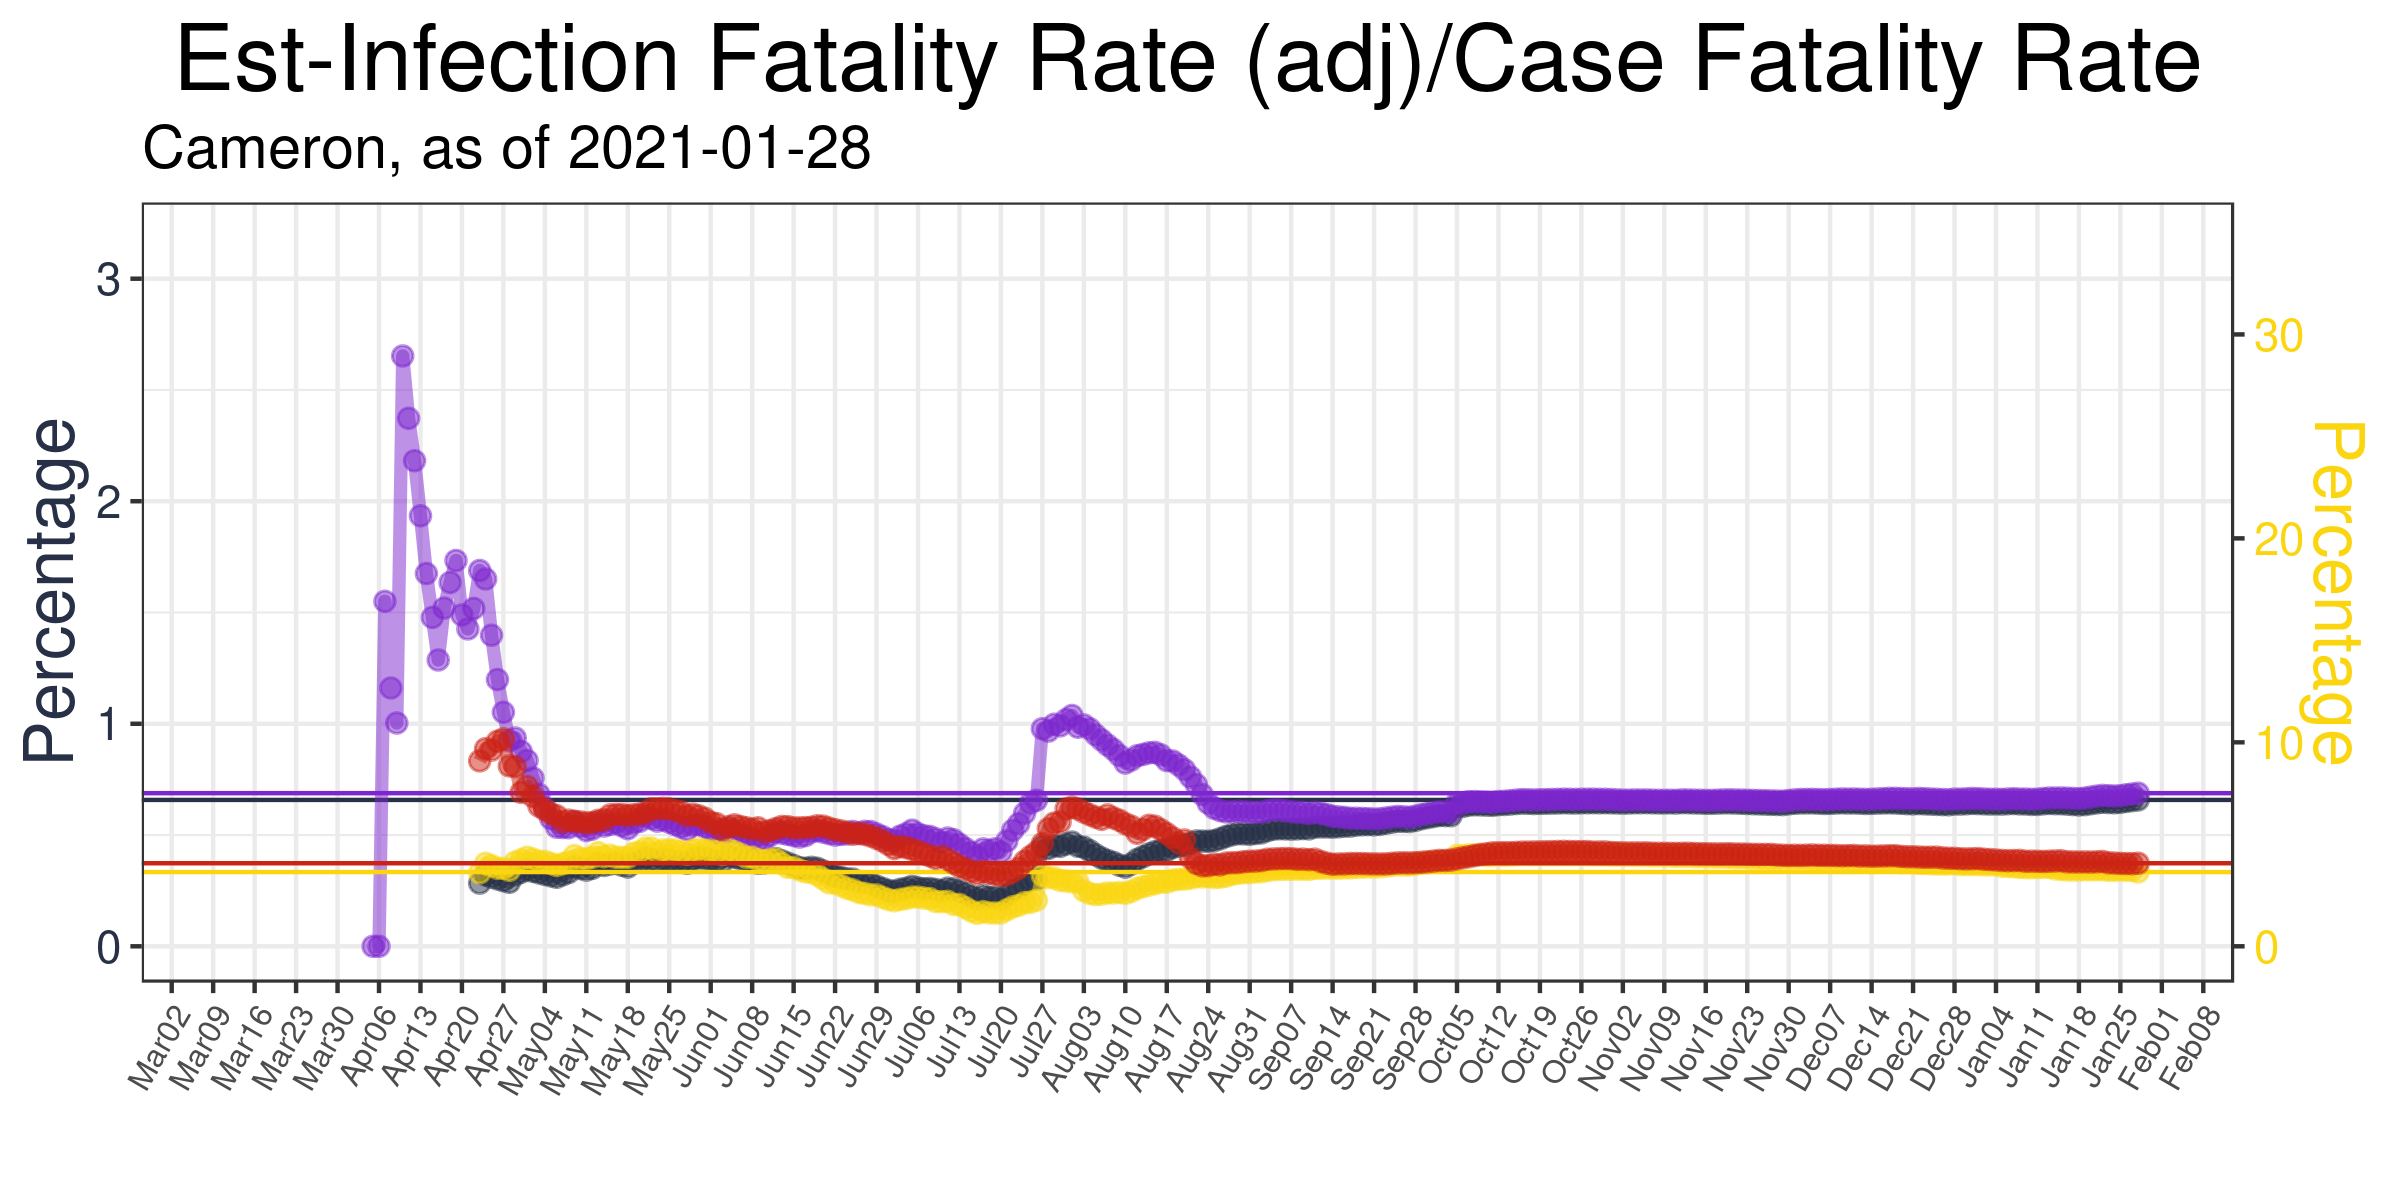 Est-Infection Fatality Rate (adj)/Case Fatality Rate
Cameron, as of 2021-01-28
Percentage
3
2
1
0
30
20
10
0
Percentage
Mar02
Mar09
Mar16
Mar23
Mar30
Apr06
Apr13
Apr20
Apr27
May04
May11
May18
May25
Jun01
Jun08
Jun15
Jun22
Jun29
Jul06
Jul13
Jul20
Jul27
Aug03
Aug10
Aug17
Aug24
Aug31
Sep07
Sep14
Sep21
Sep28
Oct05
Oct12
Oct19
Oct26
Nov02
Nov09
Nov16
Nov23
Nov30
Dec07
Dec14
Dec21
Dec28
Jan04
Jan11
Jan18
Jan25
Feb01
Feb08